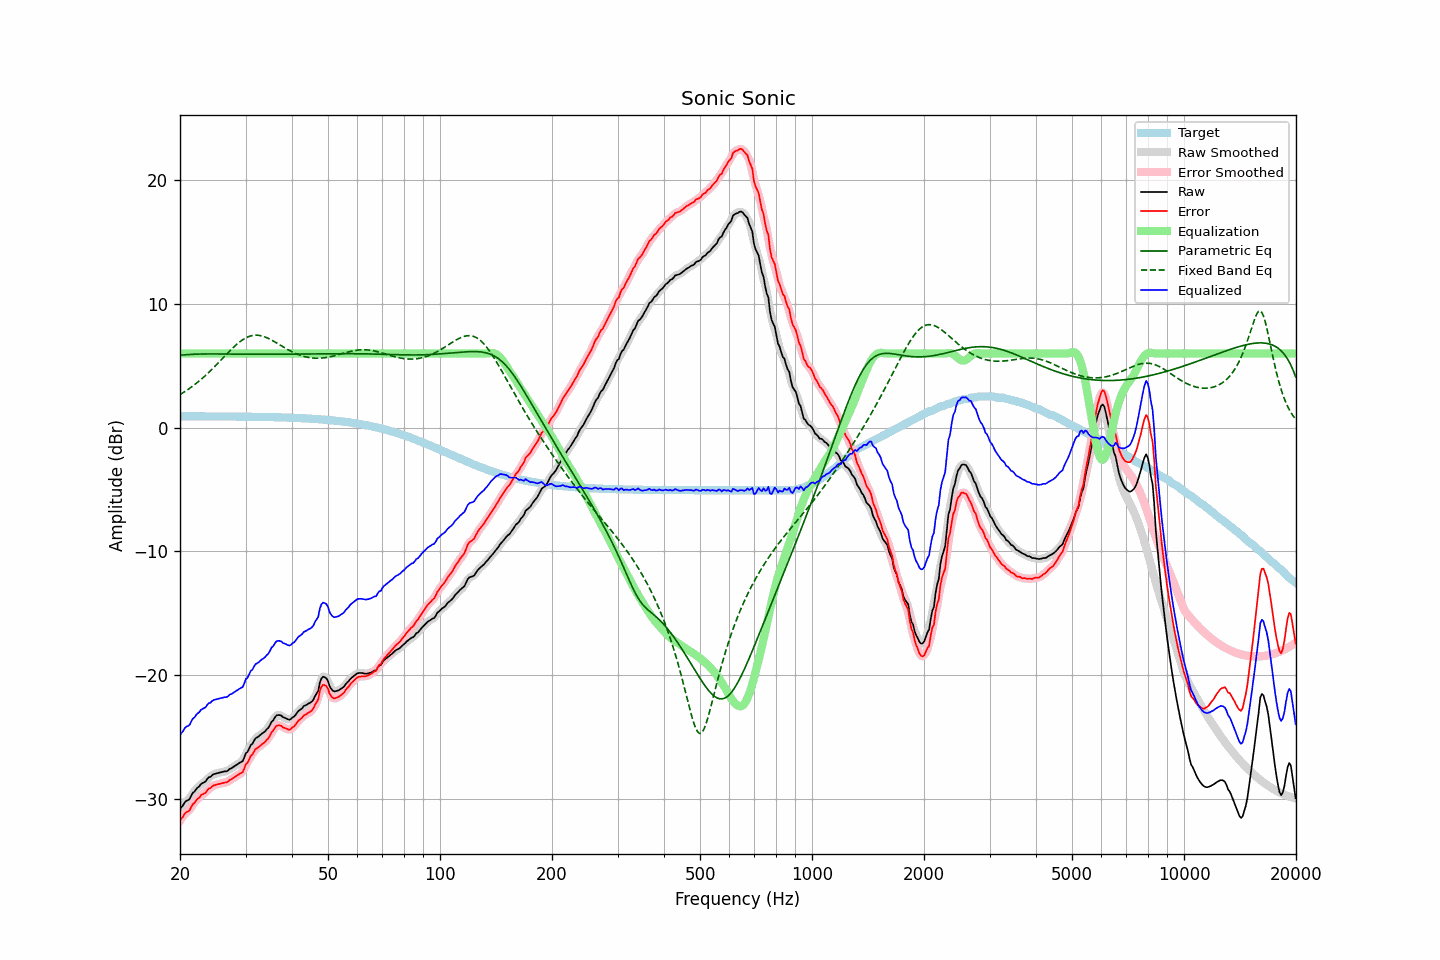 Sonic Sonic
Target
Raw Smoothed
Error Smoothed
Raw
Error
Equalization
Parametric Eq
Fixed Band Eq
Equalized
Amplitude (dBr)
20
10
0
−10
−20
−30
20 50 100 200 500 1000 2000 5000 10000 20000
Frequency (Hz)